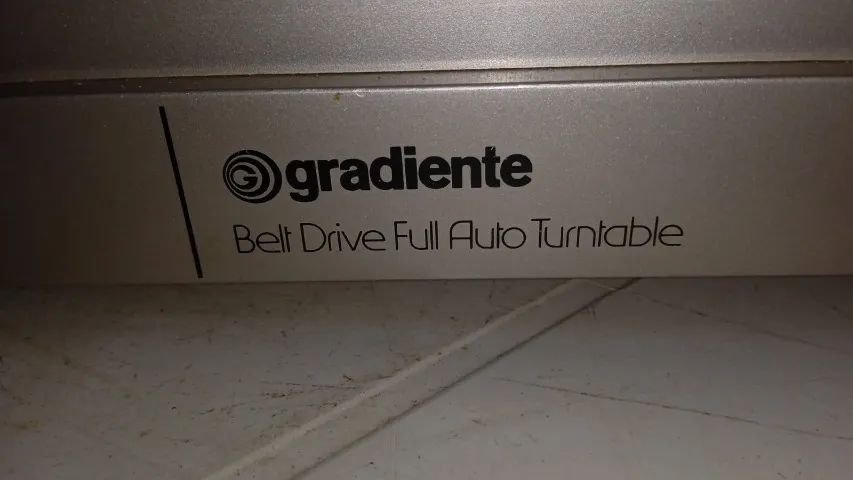 G gradiente
Belt Drive Full Auto Turntable